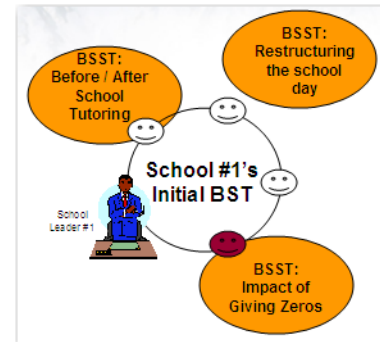 BSST:
Restructuring
the school
day
BSST:
Before / After
School
Tutoring
School #1's
Initial BST
School
Leader #1
BSST:
Impact of
Giving Zeros